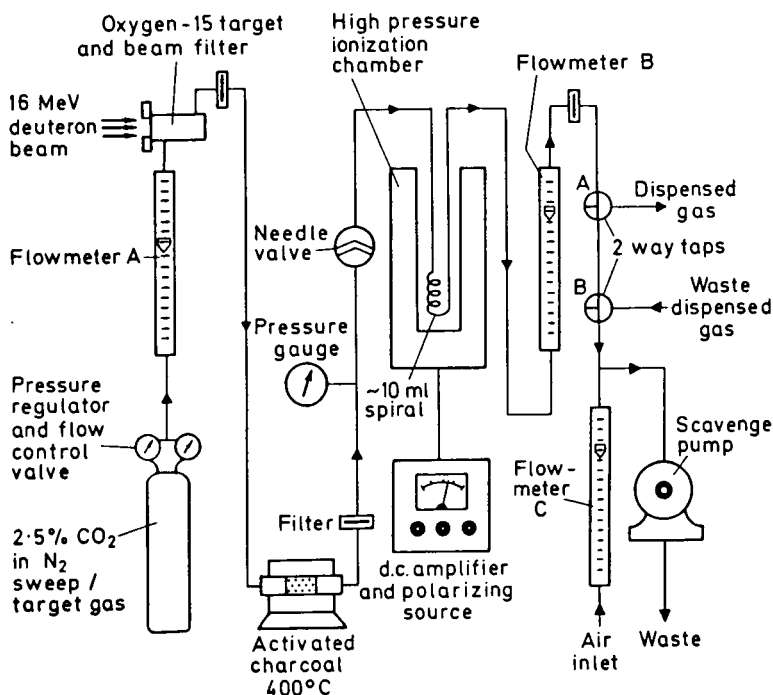 Oxygen-15 target
and beam filter
16 MeV
deuteron
beam
Flowmeter A
Pressure
regulator
and flow
control
valve
2·5% CO₂
in N₂
sweep /
target gas
High pressure
ionization
chamber
Needle
valve
Pressure
gauge
~10 ml
spiral
Filter
Activated
charcoal
400°C
d.c. amplifier
and polarizing
source
Flowmeter B
A
Dispensed
gas
2 way taps
B
Waste
dispensed
gas
Scavenge
pump
Flow-
meter
C
Air
inlet
Waste